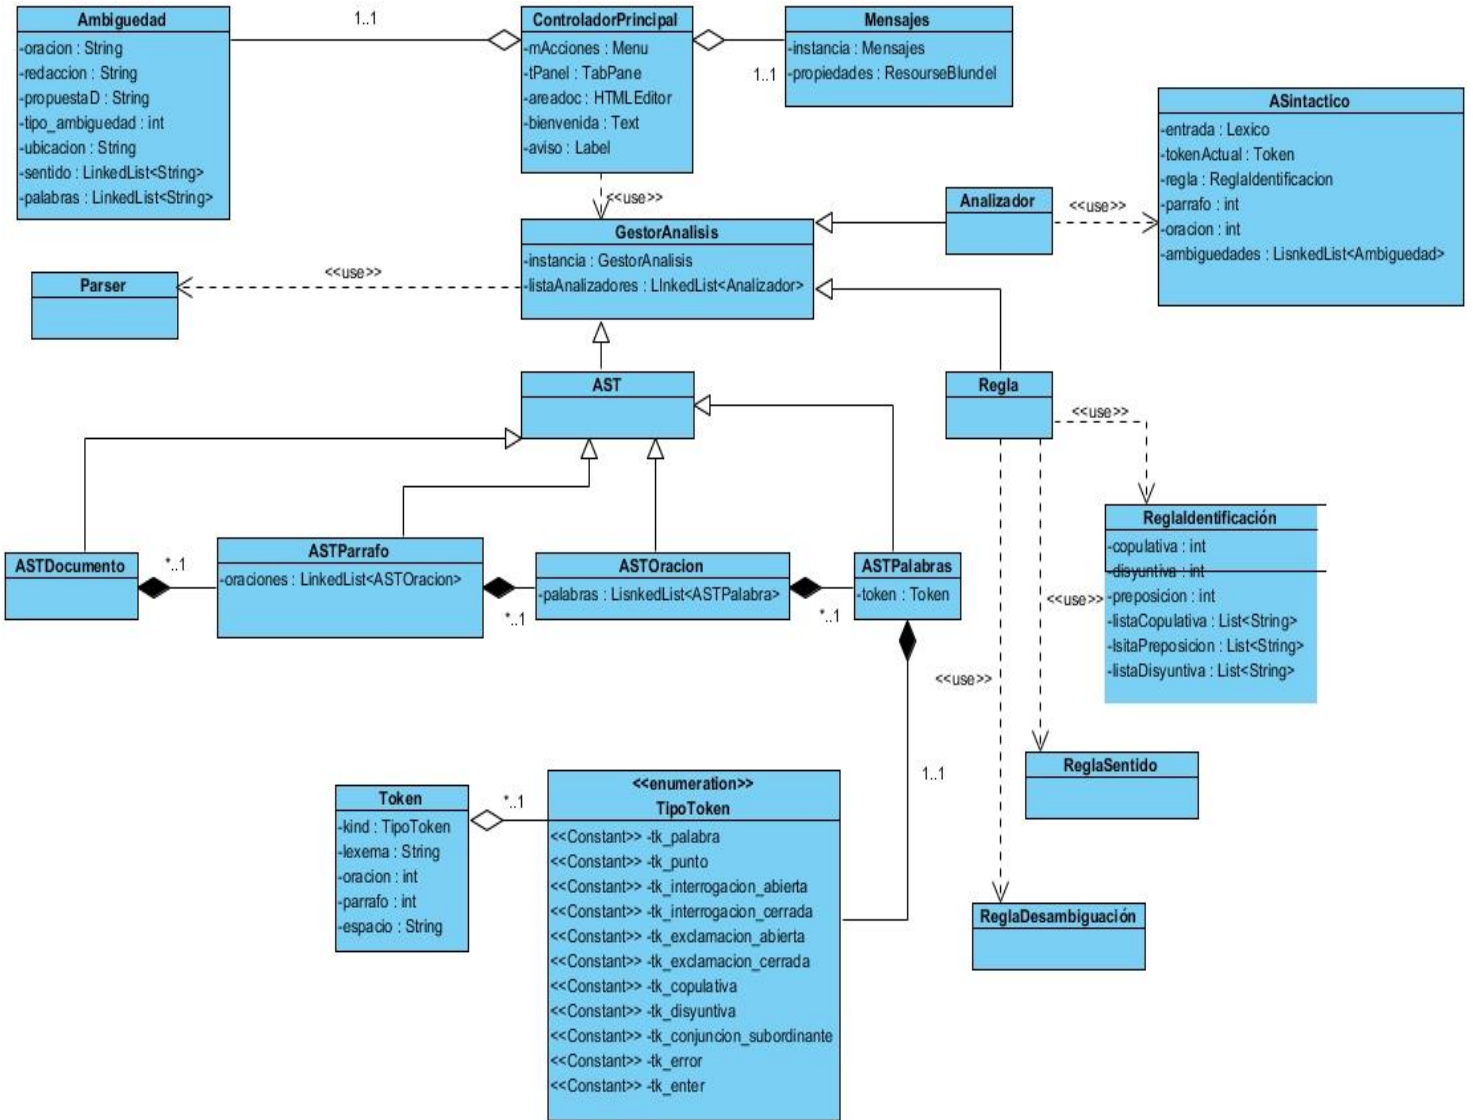 Ambiguedad
-oracion : String
-redaccion : String
-propuestaD : String
-tipo_ambiguedad : int
-ubicacion : String
-sentido : LinkedList<String>
-palabras : LinkedList<String>
1..1
ControladorPrincipal
-mAcciones : Menu
-tPanel : TabPane
-areadoc : HTMLEditor
-bienvenida : Text
-aviso : Label
Mensajes
-instancia : Mensajes
-propiedades : ResourseBlundel
1..1
ASintactico
-entrada : Lexico
-tokenActual : Token
-regla : ReglaIdentificacion
-parrafo : int
-oracion : int
-ambiguedades : LisnkedList<Ambiguedad>
Analizador
<<use>>
<<use>>
GestorAnalisis
-instancia : GestorAnalisis
-listaAnalizadores : LInkedList<Analizador>
<<use>>
Parser
AST
Regla
<<use>>
ReglaIdentificación
-copulativa : int
-disyuntiva : int
-preposicion : int
-listaCopulativa : List<String>
-lsitaPreposicion : List<String>
-listaDisyuntiva : List<String>
<<use>>
<<use>>
ASTDocumento
*..1
ASTParrafo
-oraciones : LinkedList<ASTOracion>
*..1
ASTOracion
-palabras : LisnkedList<ASTPalabra>
*..1
ASTPalabras
-token : Token
1..1
ReglaSentido
ReglaDesambiguación
Token
-kind : TipoToken
-lexema : String
-oracion : int
-parrafo : int
-espacio : String
*..1
<<enumeration>>
TipoToken
<<Constant>> -tk_palabra
<<Constant>> -tk_punto
<<Constant>> -tk_interrogacion_abierta
<<Constant>> -tk_interrogacion_cerrada
<<Constant>> -tk_exclamacion_abierta
<<Constant>> -tk_exclamacion_cerrada
<<Constant>> -tk_copulativa
<<Constant>> -tk_disyuntiva
<<Constant>> -tk_conjuncion_subordinante
<<Constant>> -tk_error
<<Constant>> -tk_enter